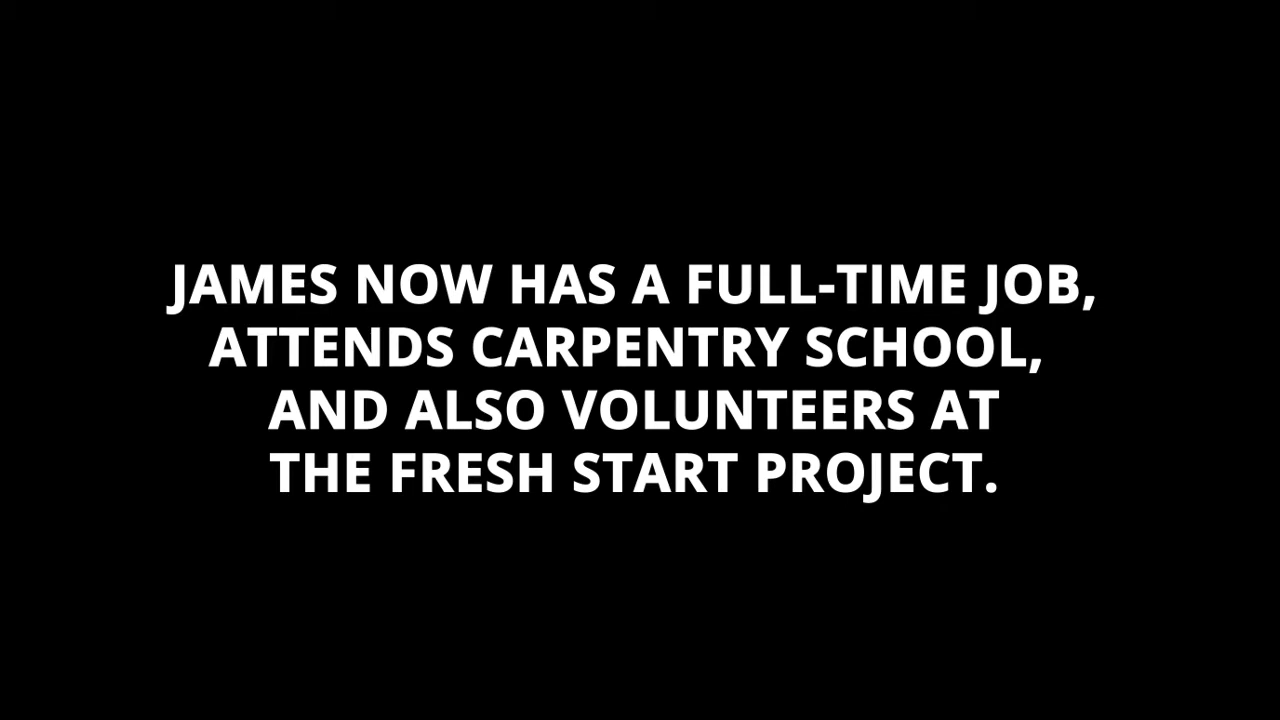 JAMES NOW HAS A FULL-TIME JOB,
ATTENDS CARPENTRY SCHOOL,
AND ALSO VOLUNTEERS AT
THE FRESH START PROJECT.